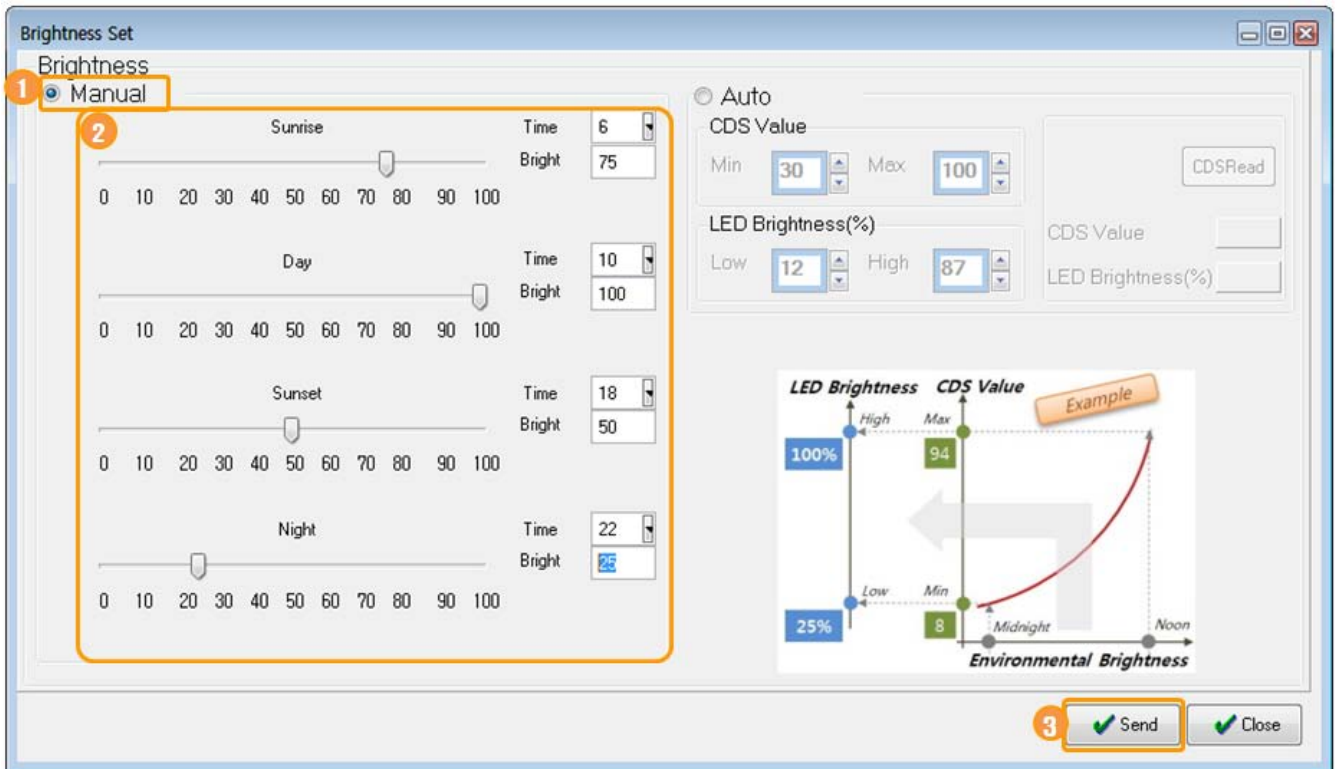 Brightness Set
Brightness
1 Manual
2
Sunrise Time 6
Bright 75
0 10 20 30 40 50 60 70 80 90 100
Day Time 10
Bright 100
0 10 20 30 40 50 60 70 80 90 100
Sunset Time 18
Bright 50
0 10 20 30 40 50 60 70 80 90 100
Night Time 22
Bright 25
0 10 20 30 40 50 60 70 80 90 100
Auto
CDS Value
Min 30 Max 100
LED Brightness(%)
Low 12 High 87
CDSRead
CDS Value
LED Brightness(%)
LED Brightness CDS Value
Example
High Max
100% 94
Low Min
25% 8
Midnight Noon
Environmental Brightness
3 Send Close